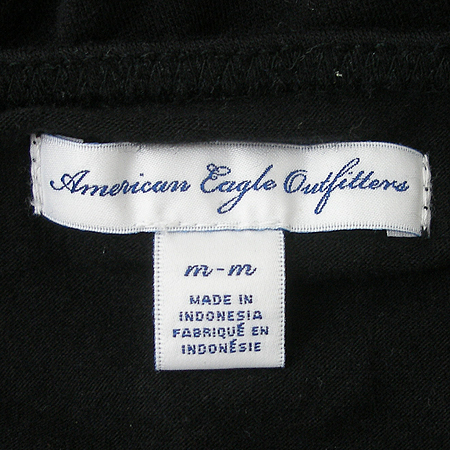 American Eagle Outfitters
m-m
MADE IN
INDONESIA
FABRIQUÉ EN
INDONÉSIE